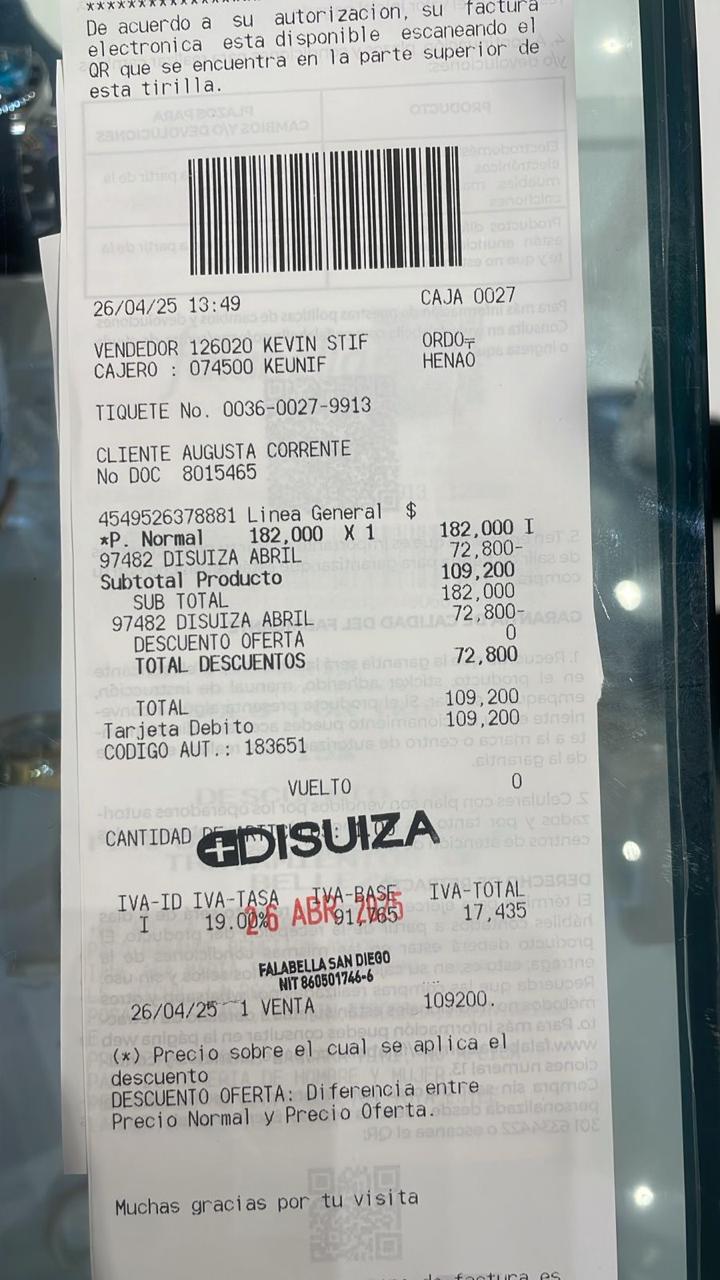 *****************
De acuerdo a su autorizacion, su factura
electronica esta disponible escaneando el
QR que se encuentra en la parte superior de
esta tirilla.
26/04/25 13:49 CAJA 0027
VENDEDOR 126020 KEVIN STIF ORDO
CAJERO : 074500 KEUNIF HENAO
TIQUETE No. 0036-0027-9913
CLIENTE AUGUSTA CORRENTE
No DOC 8015465
4549526378881 Linea General $
*P. Normal 182,000 X 1 182,000 I
97482 DISUIZA ABRIL 72,800-
Subtotal Producto 109,200
SUB TOTAL 182,000
97482 DISUIZA ABRIL 72,800-
DESCUENTO OFERTA 0
TOTAL DESCUENTOS 72,800
TOTAL 109,200
Tarjeta Debito 109,200
CODIGO AUT.: 183651
VUELTO 0
CANTIDAD
DISUIZA
IVA-ID IVA-TASA IVA-BASE IVA-TOTAL
I 19.00% 91,765 17,435
26 ABR 2025
FALABELLA SAN DIEGO
NIT 860501746-6
26/04/25 1 VENTA 109200.
(*) Precio sobre el cual se aplica el
descuento
DESCUENTO OFERTA: Diferencia entre
Precio Normal y Precio Oferta.
Muchas gracias por tu visita